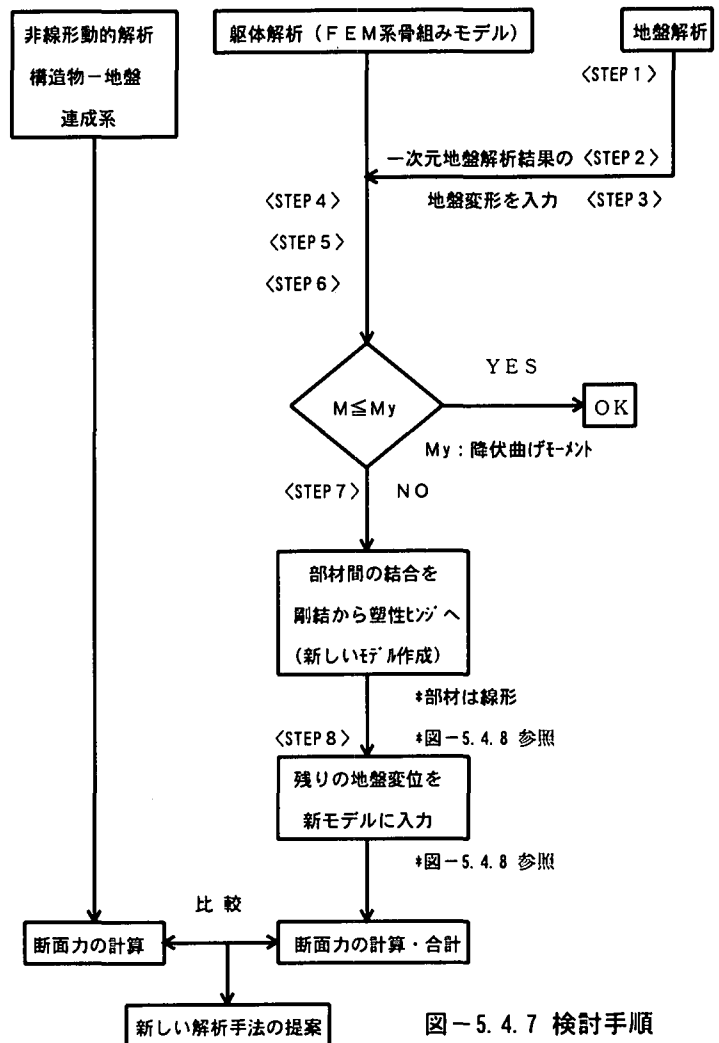 非線形動的解析
構造物－地盤
連成系
躯体解析（ＦＥＭ系骨組みモデル）
地盤解析
〈STEP 1〉
一次元地盤解析結果の 〈STEP 2〉
地盤変形を入力 〈STEP 3〉
〈STEP 4〉
〈STEP 5〉
〈STEP 6〉
M≦My
YES
OK
My：降伏曲げﾓｰﾒﾝﾄ
〈STEP 7〉 NO
部材間の結合を
剛結から塑性ﾋﾝｼﾞへ
(新しいﾓﾃﾞﾙ作成)
*部材は線形
〈STEP 8〉
*図－5.4.8 参照
残りの地盤変位を
新モデルに入力
*図－5.4.8 参照
比 較
断面力の計算
断面力の計算・合計
新しい解析手法の提案
図－5.4.7 検討手順